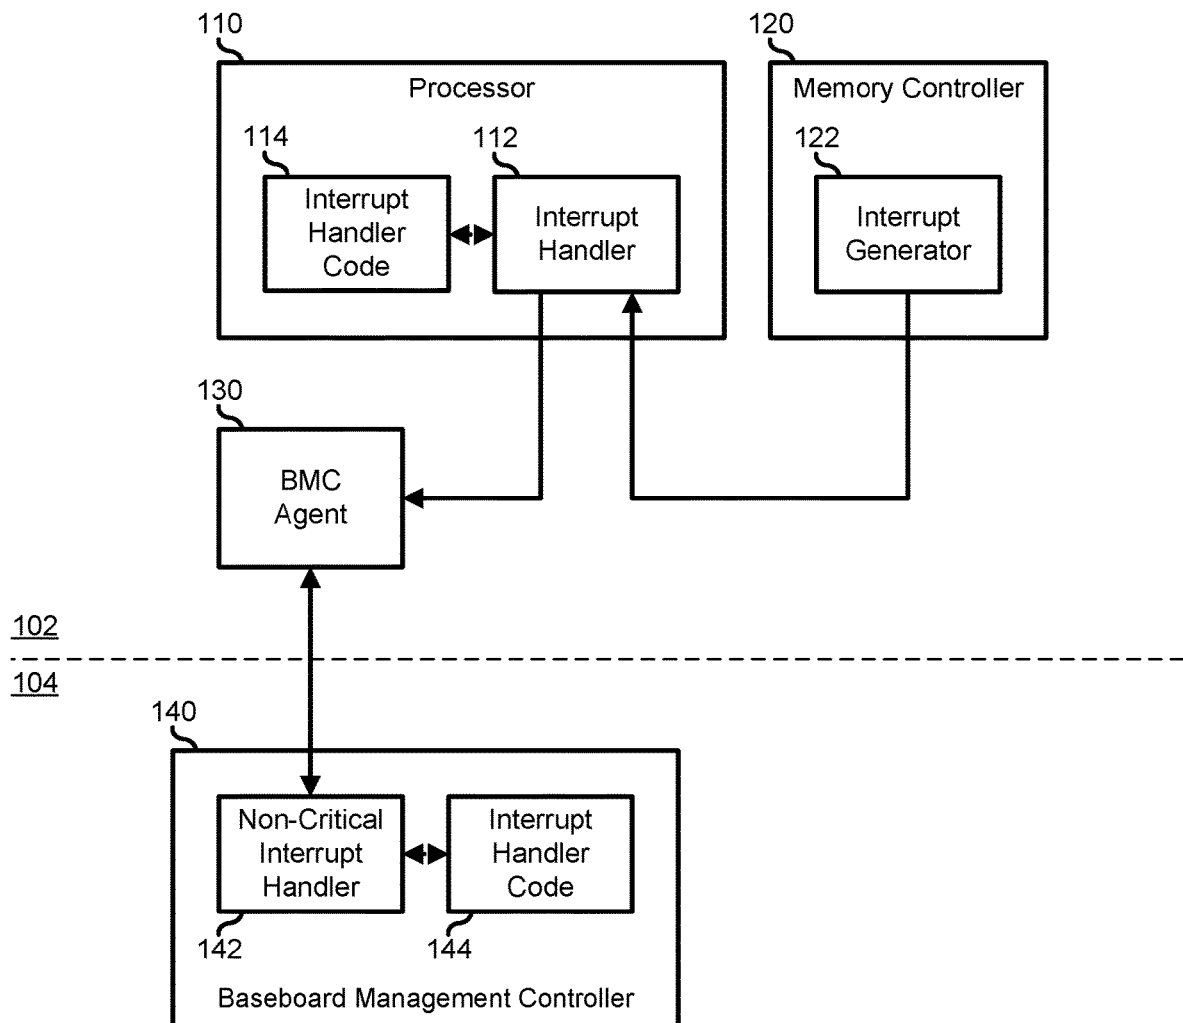 110
120
Processor
Memory Controller
114
112
122
Interrupt
Handler
Code
Interrupt
Handler
Interrupt
Generator
130
BMC
Agent
102
104
140
Non-Critical
Interrupt
Handler
Interrupt
Handler
Code
142
144
Baseboard Management Controller